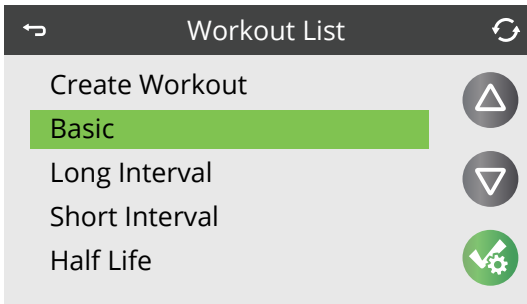 Workout List
Create Workout
Basic
Long Interval
Short Interval
Half Life